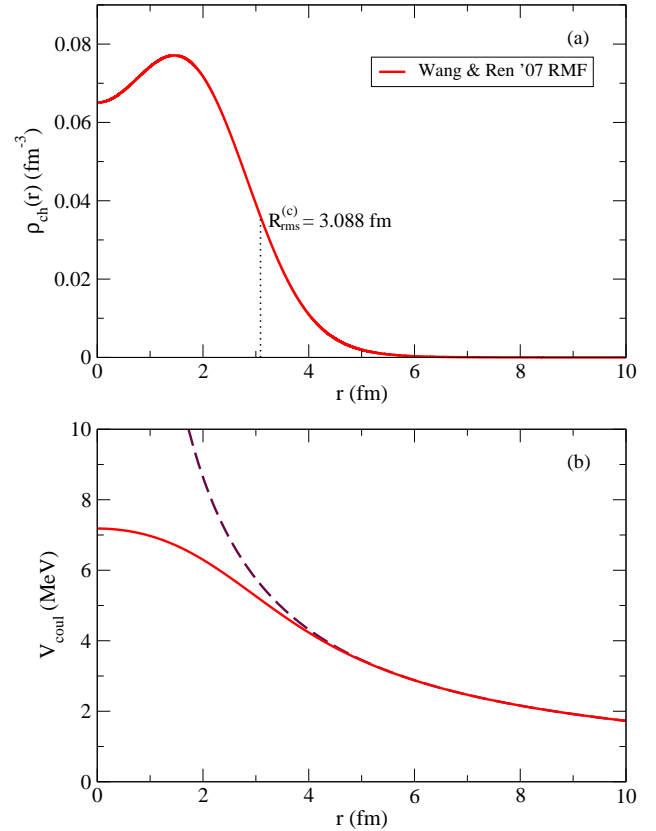 (a)
Wang & Ren '07 RMF
0.08
0.06
0.04
0.02
0
ρch(r) (fm-3)
R(c)rms = 3.088 fm
0 2 4 6 8 10
r (fm)
(b)
10
8
6
4
2
0
Vcoul (MeV)
0 2 4 6 8 10
r (fm)